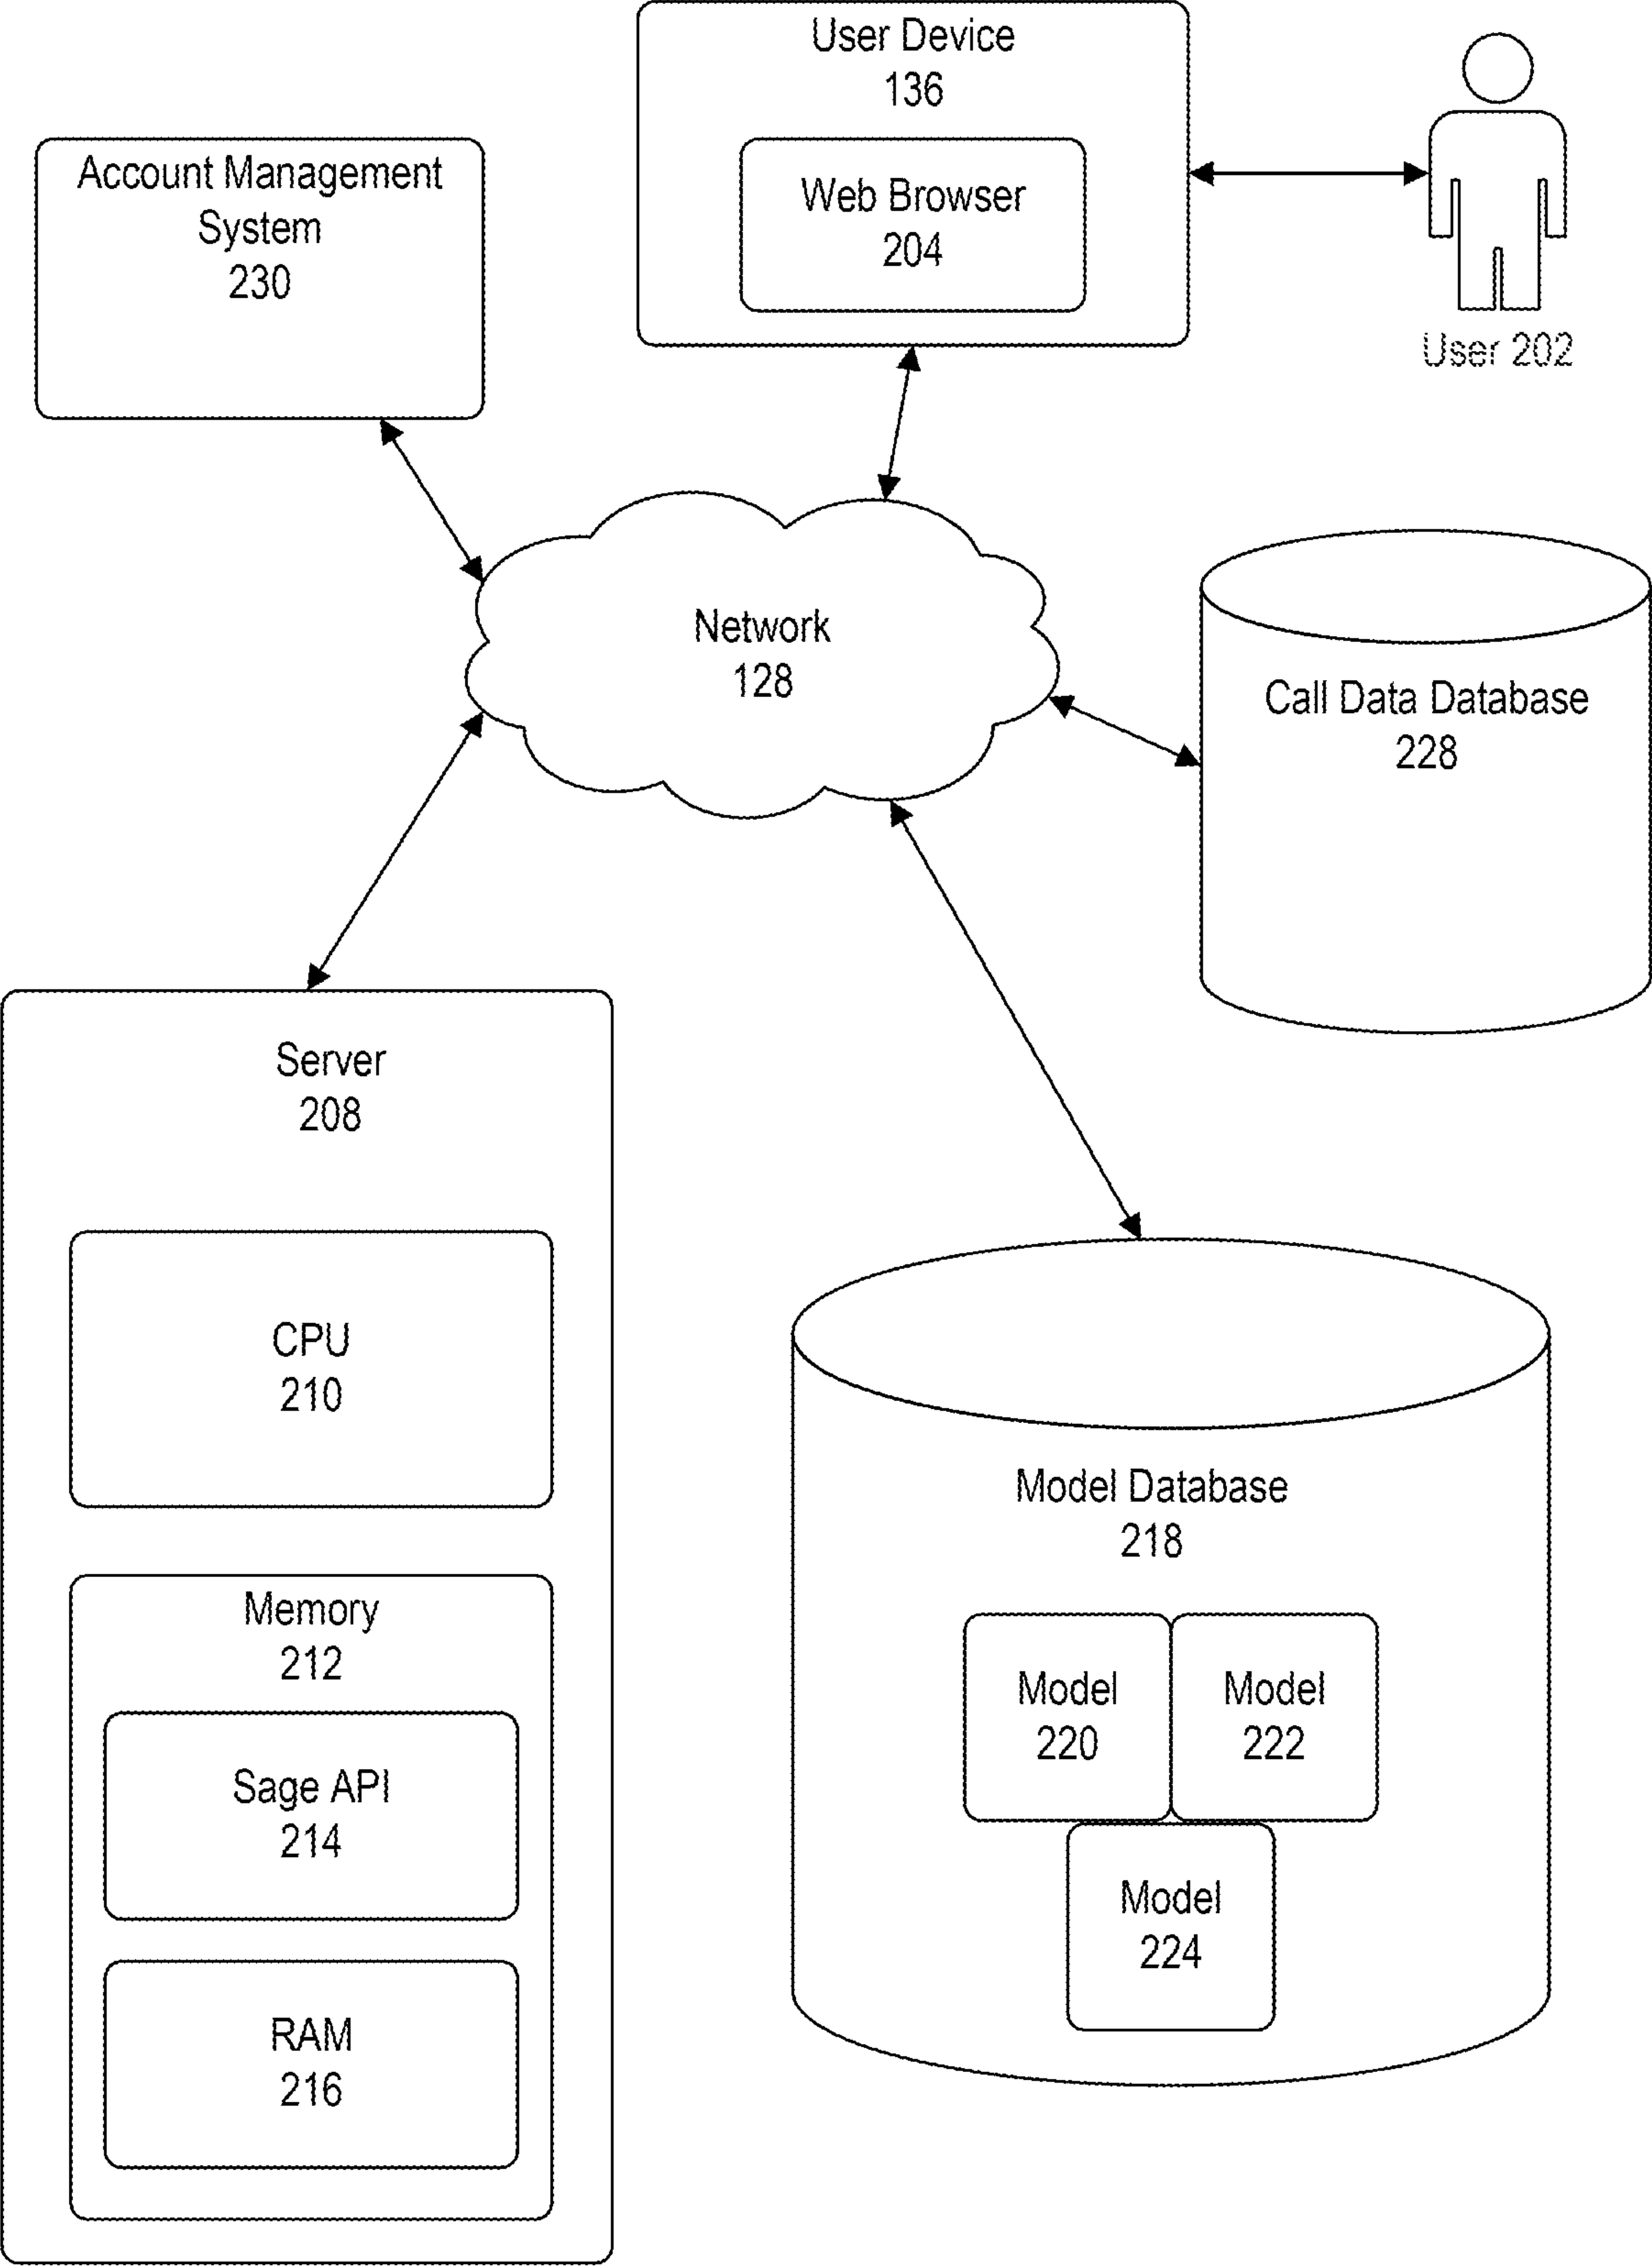 User Device
136
Web Browser
204
User 202
Account Management
System
230
Network
128
Call Data Database
228
Server
208
CPU
210
Memory
212
Sage API
214
RAM
216
Model Database
218
Model
220
Model
222
Model
224